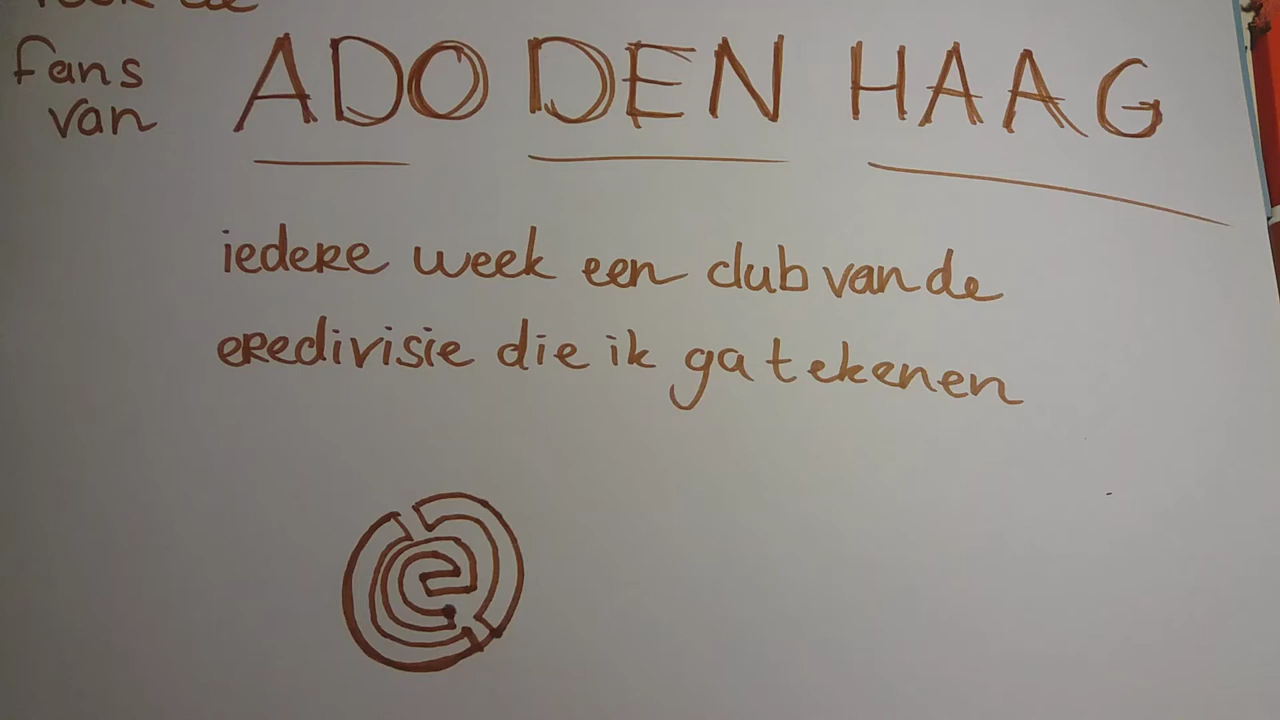 fans
van
ADO DEN HAAG
iedere week een club van de
eredivisie die ik ga tekenen
e